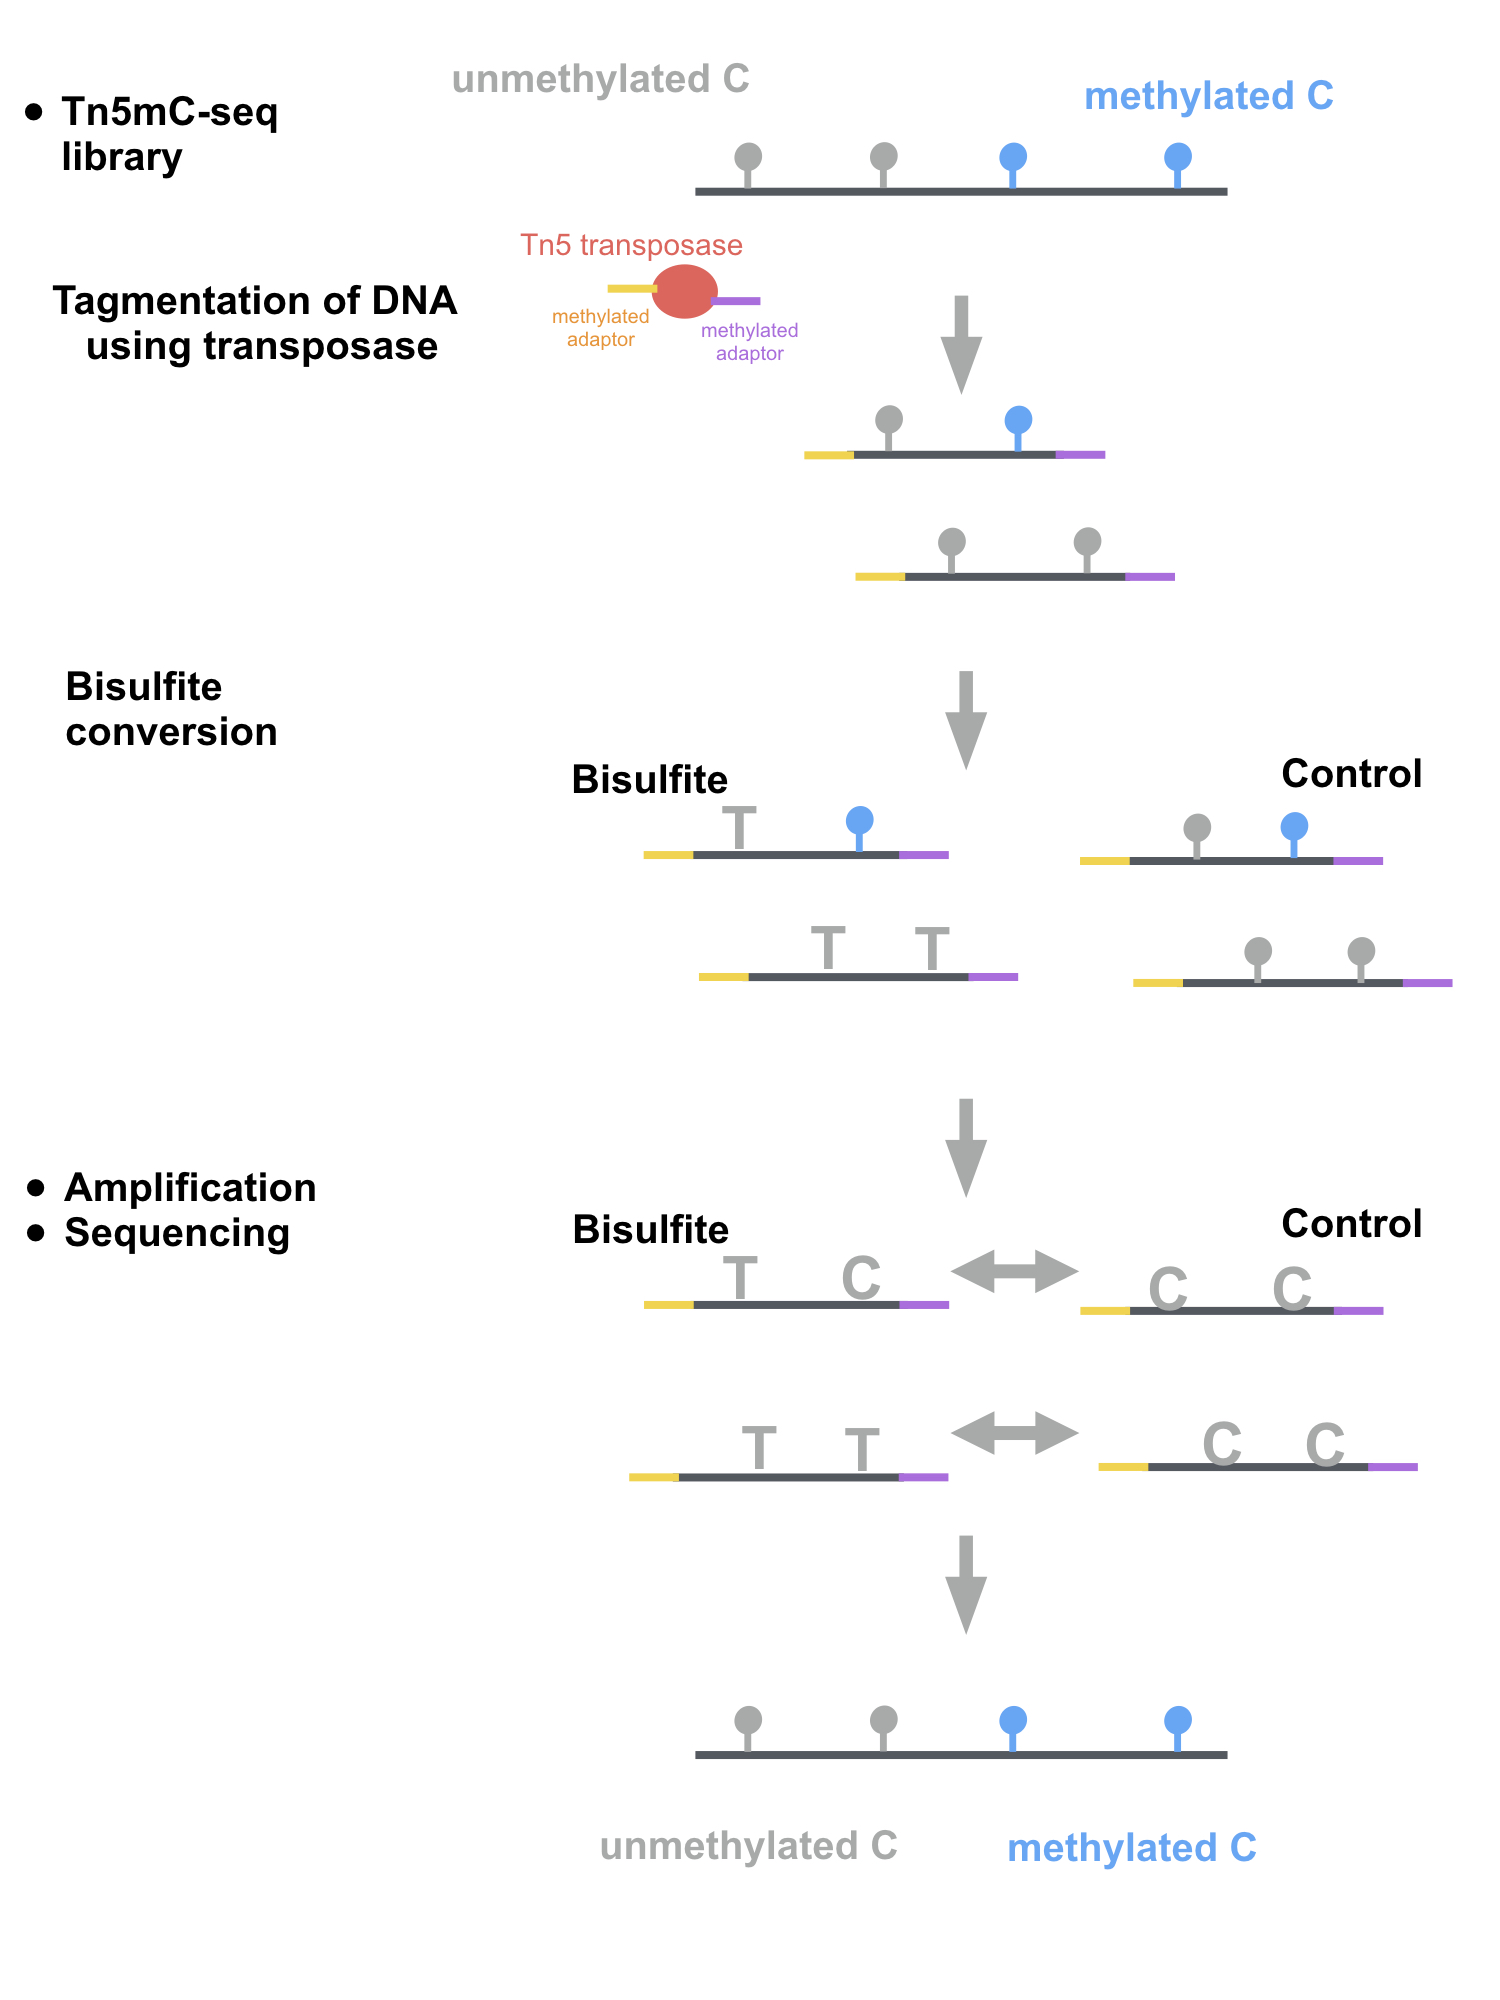 unmethylated C
methylated C
• Tn5mC-seq
library
Tn5 transposase
Tagmentation of DNA
using transposase
methylated
adaptor
methylated
adaptor
Bisulfite
conversion
Bisulfite
Control
T
T T
• Amplification
• Sequencing
Bisulfite
Control
T C
C C
T T
C C
unmethylated C
methylated C